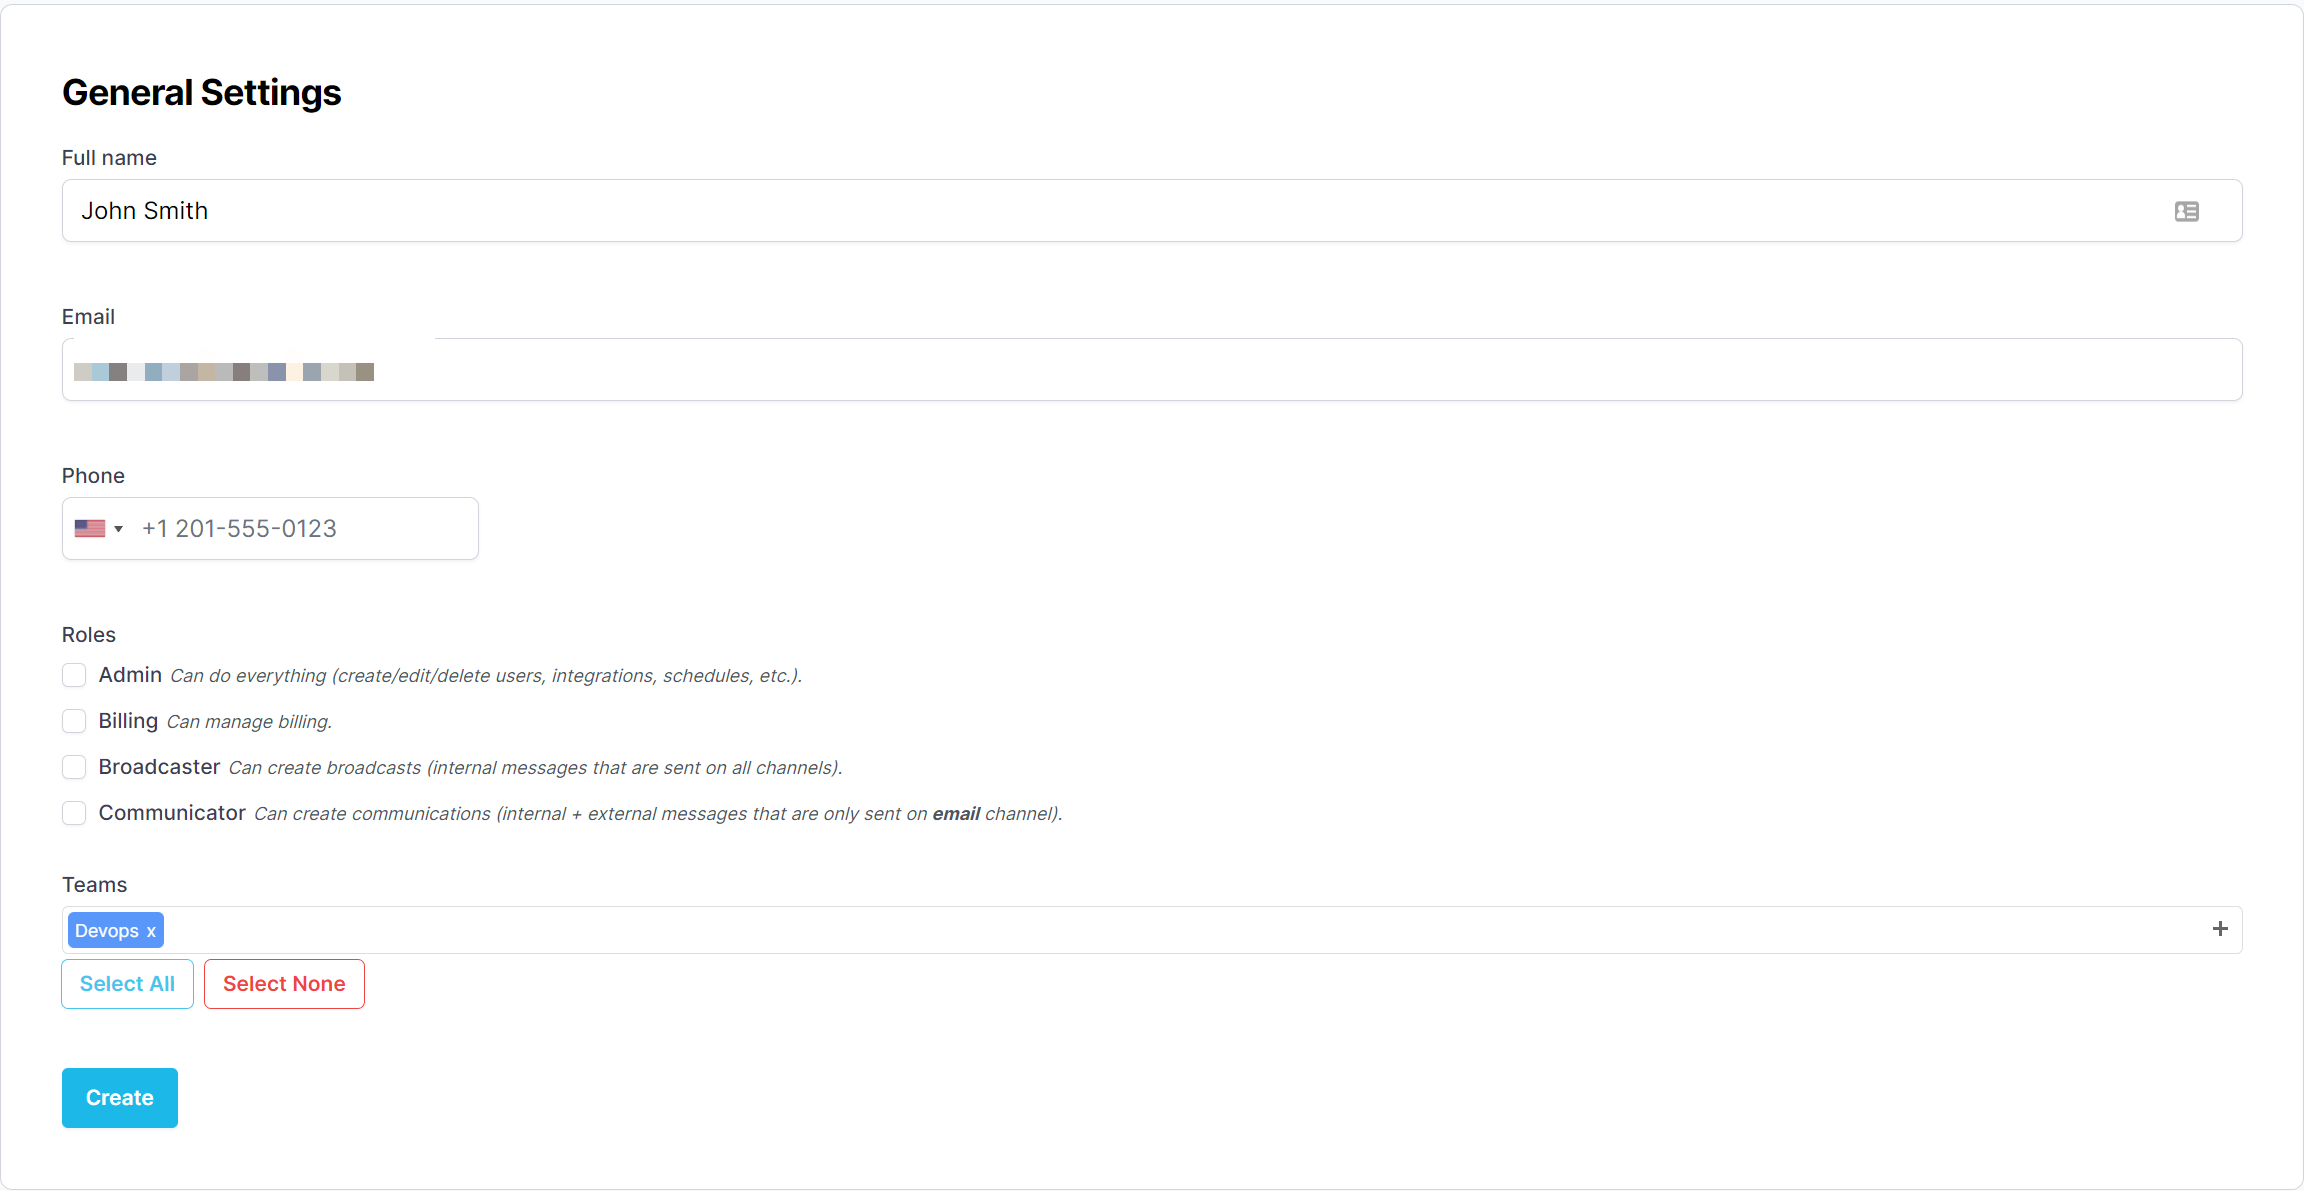 General Settings
Full name
John Smith
Email
Phone
+1 201-555-0123
Roles
Admin Can do everything (create/edit/delete users, integrations, schedules, etc.).
Billing Can manage billing.
Broadcaster Can create broadcasts (internal messages that are sent on all channels).
Communicator Can create communications (internal + external messages that are only sent on email channel).
Teams
Devops x
Select All Select None
Create